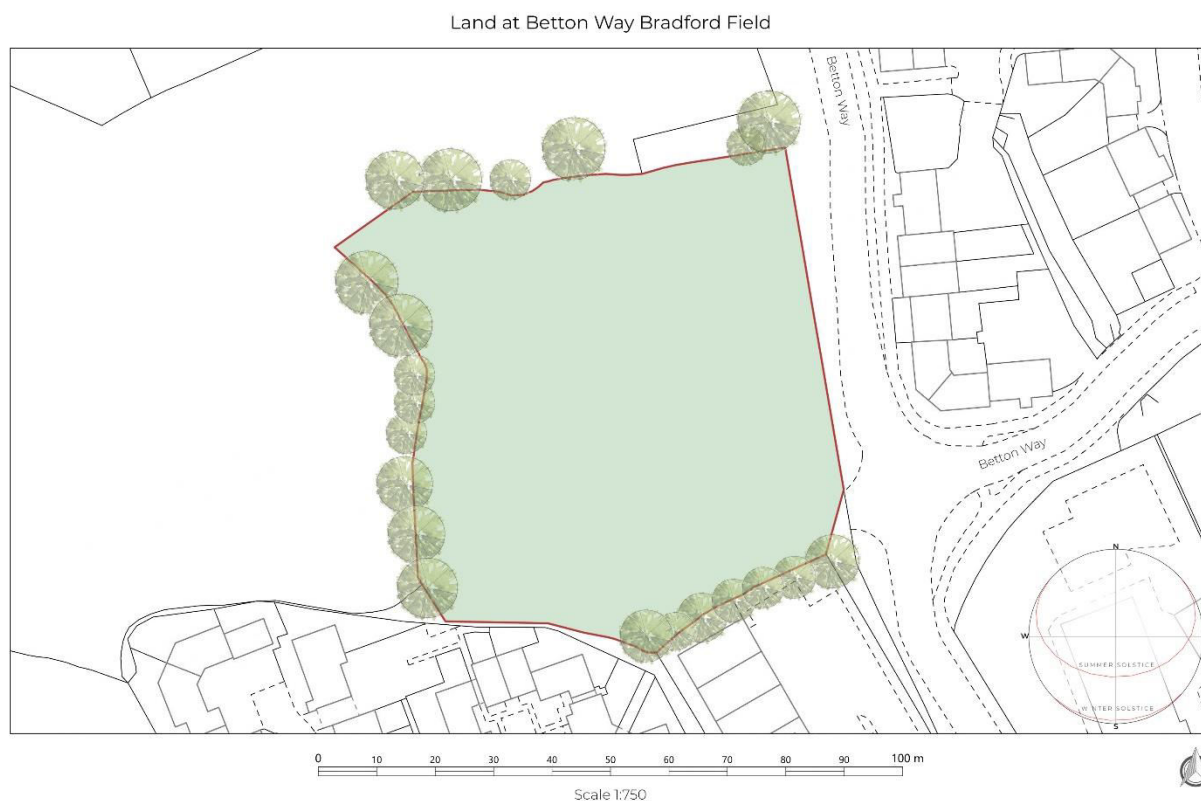 Land at Betton Way Bradford Field
Betton Way
Betton Way
N
W
SUMMER SOLSTICE
WINTER SOLSTICE
S
0 10 20 30 40 50 60 70 80 90 100 m
Scale 1:750